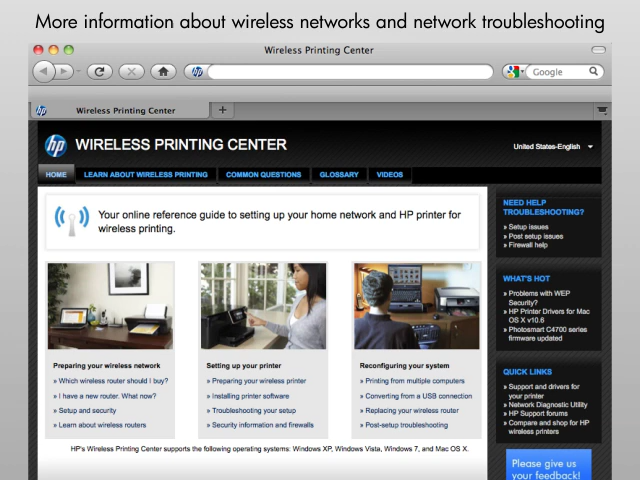 More information about wireless networks and network troubleshooting
Wireless Printing Center
hp
Google
hp
Wireless Printing Center
+
hp
WIRELESS PRINTING CENTER
United States-English
HOME
LEARN ABOUT WIRELESS PRINTING
COMMON QUESTIONS
GLOSSARY
VIDEOS
Your online reference guide to setting up your home network and HP printer for
wireless printing.
Preparing your wireless network
» Which wireless router should I buy?
» I have a new router. What now?
» Setup and security
» Learn about wireless routers
Setting up your printer
» Preparing your wireless printer
» Installing printer software
» Troubleshooting your setup
» Security information and firewalls
Reconfiguring your system
» Printing from multiple computers
» Converting from a USB connection
» Replacing your wireless router
» Post-setup troubleshooting
HP's Wireless Printing Center supports the following operating systems: Windows XP, Windows Vista, Windows 7, and Mac OS X.
NEED HELP
TROUBLESHOOTING?
» Setup issues
» Post setup issues
» Firewall help
WHAT'S HOT
» Problems with WEP
Security?
» HP Printer Drivers for Mac
OS X v10.6
» Photosmart C4700 series
firmware updated
QUICK LINKS
» Support and drivers for
your printer
» Network Diagnostic Utility
» HP Support forums
» Compare and shop for HP
wireless printers
Please give us
your feedback!